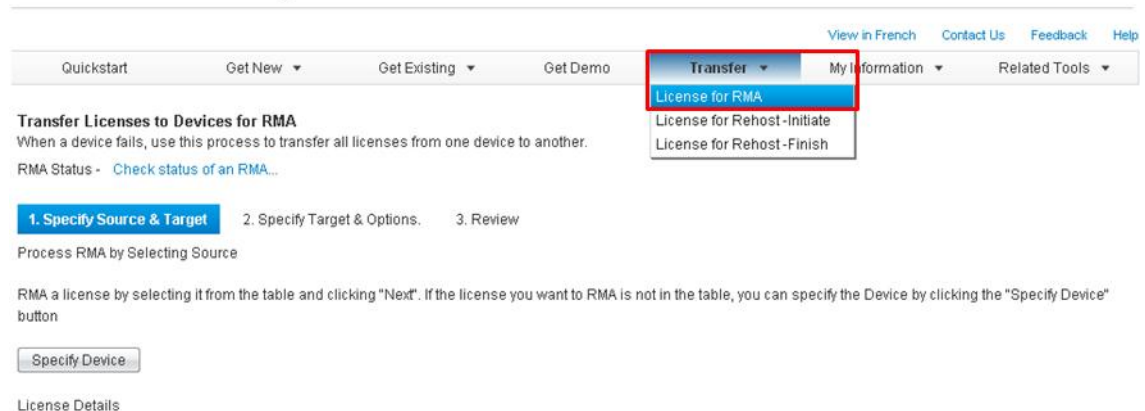 View in French Contact Us Feedback Help
Quickstart Get New Get Existing Get Demo Transfer My Information Related Tools
License for RMA
License for Rehost -Initiate
License for Rehost -Finish
Transfer Licenses to Devices for RMA
When a device fails, use this process to transfer all licenses from one device to another.
RMA Status - Check status of an RMA...
1. Specify Source & Target 2. Specify Target & Options. 3. Review
Process RMA by Selecting Source
RMA a license by selecting it from the table and clicking "Next". If the license you want to RMA is not in the table, you can specify the Device by clicking the "Specify Device"
button
Specify Device
License Details